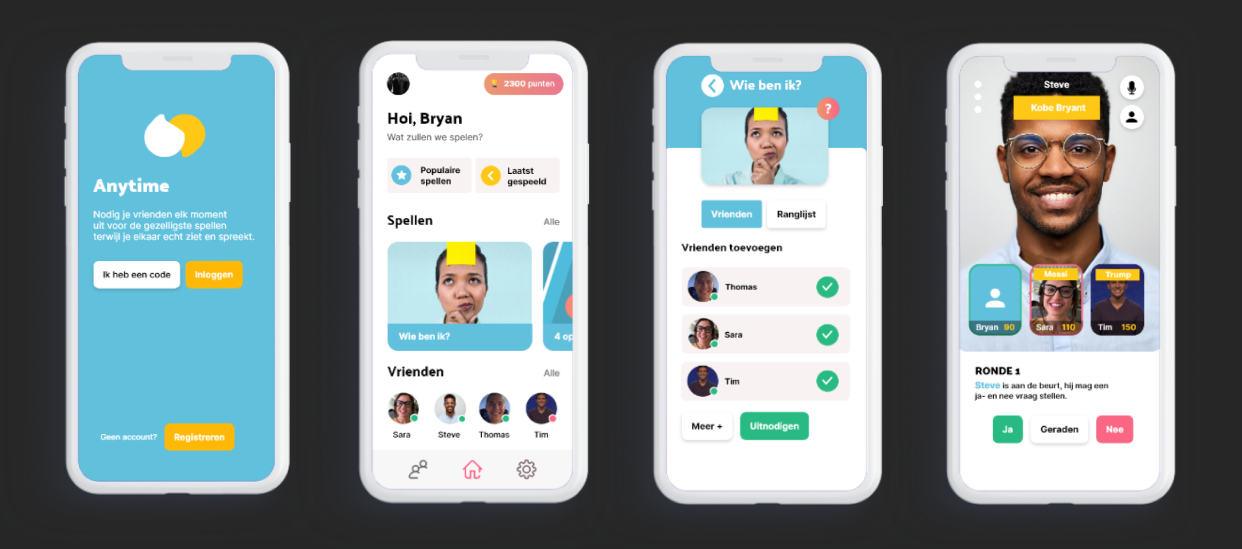 Anytime
Nodig je vrienden elk moment
uit voor de gezelligste spellen
terwijl je elkaar echt ziet en spreekt.
Ik heb een code
Inloggen
Geen account?
Registreren
2300 punten
Hoi, Bryan
Wat zullen we spelen?
Populaire
spellen
Laatst
gespeeld
Spellen
Alle
Wie ben ik?
4 op
Vrienden
Alle
Sara
Steve
Thomas
Tim
Wie ben ik?
?
Vrienden
Ranglijst
Vrienden toevoegen
Thomas
Sara
Tim
Meer +
Uitnodigen
Steve
Kobe Bryant
Messi
Trump
Bryan 90
Sara 110
Tim 150
RONDE 1
Steve is aan de beurt, hij mag een
ja- en nee vraag stellen.
Ja
Geraden
Nee